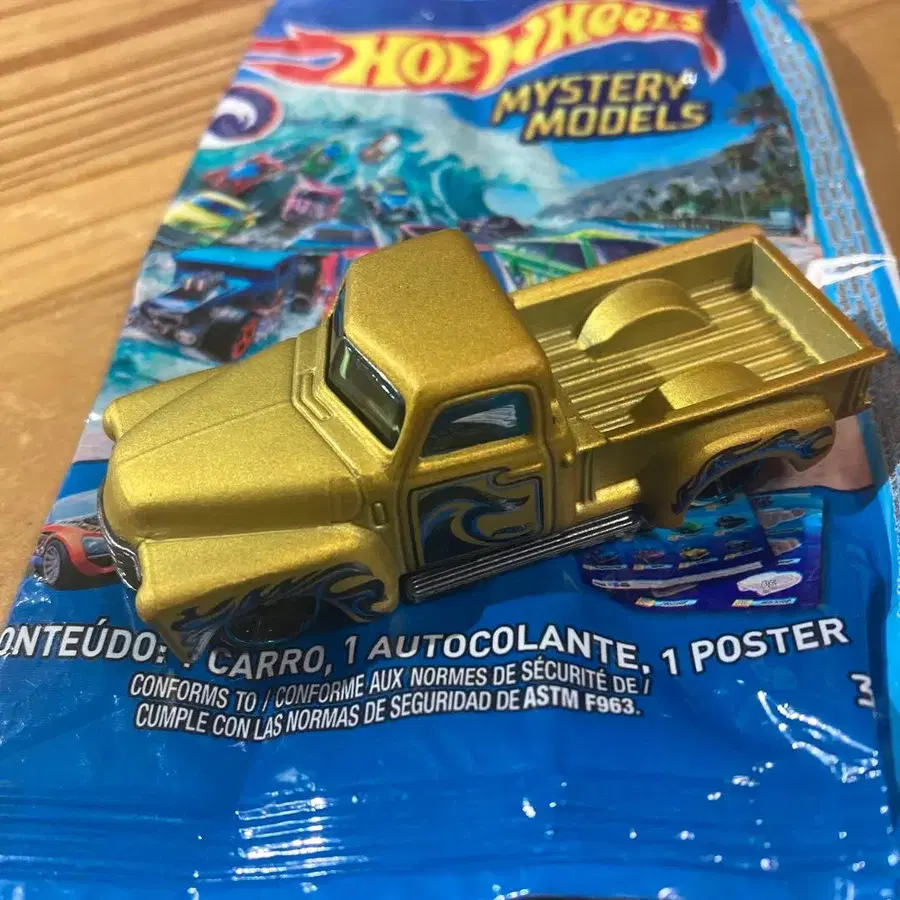 HOT WHEELS
MYSTERY
MODELS
ONTEÚDO: 1 CARRO, 1 AUTOCOLANTE, 1 POSTER
CONFORMS TO / CONFORME AUX NORMES DE SÉCURITÉ DE /
CUMPLE CON LAS NORMAS DE SEGURIDAD DE ASTM F963.